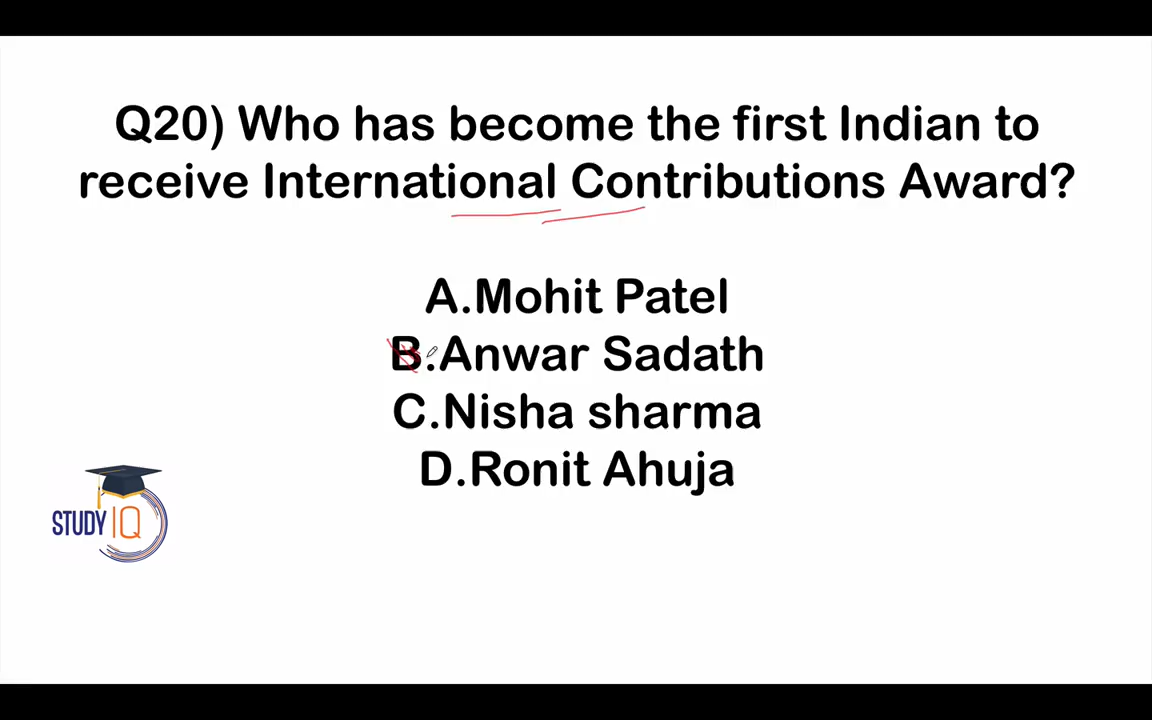 Q20) Who has become the first Indian to
receive International Contributions Award?
A.Mohit Patel
B.Anwar Sadath
C.Nisha sharma
D.Ronit Ahuja
STUDY IQ